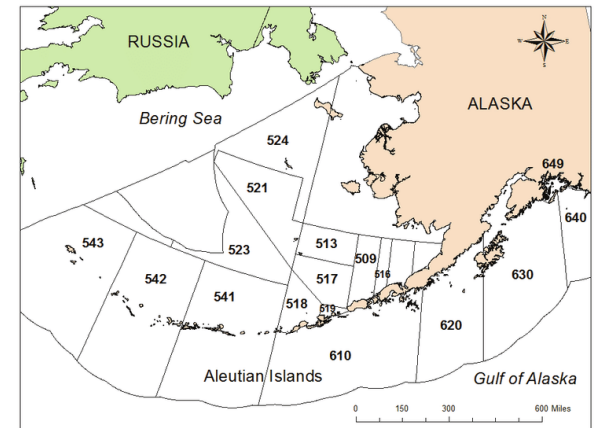 N
W E
S
RUSSIA
Bering Sea
ALASKA
524
521
649
640
543
523
513
509
516
630
542
541
517
518
519
620
610
Aleutian Islands
Gulf of Alaska
0 150 300 600 Miles